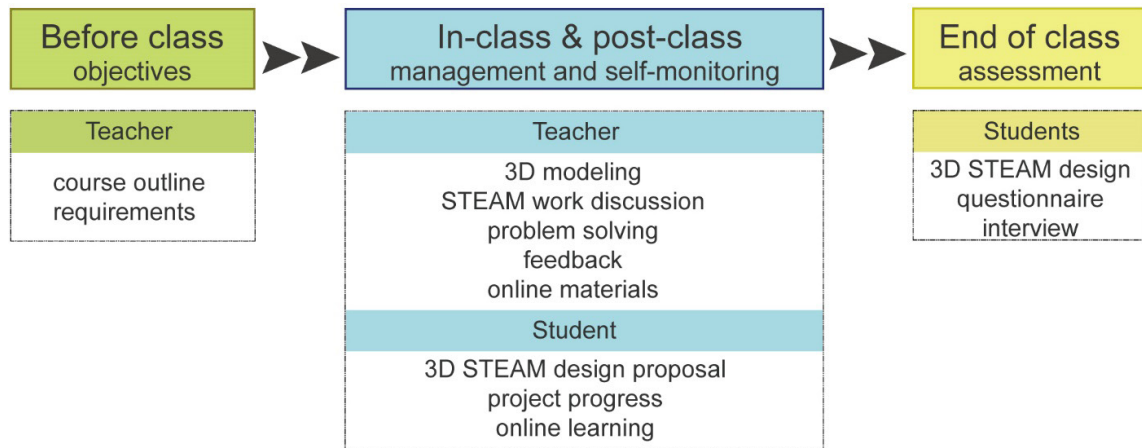 Before class
objectives
Teacher
course outline
requirements
In-class & post-class
management and self-monitoring
Teacher
3D modeling
STEAM work discussion
problem solving
feedback
online materials
Student
3D STEAM design proposal
project progress
online learning
End of class
assessment
Students
3D STEAM design
questionnaire
interview